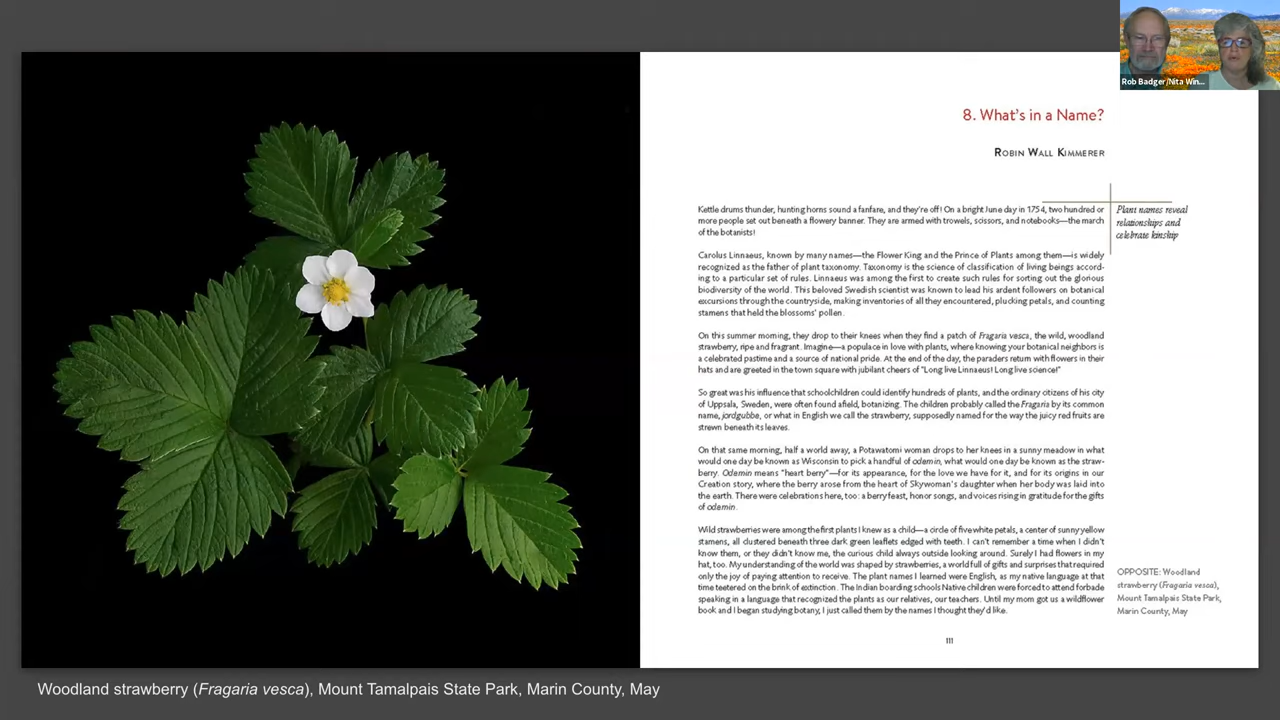 Rob Badger/Nita Win...
8. What's in a Name?
ROBIN WALL KIMMERER
Kettle drums thunder, hunting horns sound a fanfare, and they're off! On a bright June day in 1754, two hundred or
more people set out beneath a flowery banner. They are armed with trowels, scissors, and notebooks—the march
of the botanists!
Plant names reveal
relationships and
celebrate kinship
Carolus Linnaeus, known by many names—the Flower King and the Prince of Plants among them—is widely
recognized as the father of plant taxonomy. Taxonomy is the science of classification of living beings accord-
ing to a particular set of rules. Linnaeus was among the first to create such rules for sorting out the glorious
biodiversity of the world. This beloved Swedish scientist was known to lead his ardent followers on botanical
excursions through the countryside, making inventories of all they encountered, plucking petals, and counting
stamens that held the blossoms' pollen.
On this summer morning, they drop to their knees when they find a patch of Fragaria vesca, the wild, woodland
strawberry, ripe and fragrant. Imagine—a populace in love with plants, where knowing your botanical neighbors is
a celebrated pastime and a source of national pride. At the end of the day, the paraders return with flowers in their
hats and are greeted in the town square with jubilant cheers of "Long live Linnaeus! Long live science!"
So great was his influence that schoolchildren could identify hundreds of plants, and the ordinary citizens of his city
of Uppsala, Sweden, were often found afield, botanizing. The children probably called the Fragaria by its common
name, jordgubbe, or what in English we call the strawberry, supposedly named for the way the juicy red fruits are
strewn beneath its leaves.
On that same morning, half a world away, a Potawatomi woman drops to her knees in a sunny meadow in what
would one day be known as Wisconsin to pick a handful of odemin, what would one day be known as the straw-
berry. Odemin means "heart berry"—for its appearance, for the love we have for it, and for its origins in our
Creation story, where the berry arose from the heart of Skywoman's daughter when her body was laid into
the earth. There were celebrations here, too: a berry feast, honor songs, and voices rising in gratitude for the gifts
of odemin.
Wild strawberries were among the first plants I knew as a child—a circle of five white petals, a center of sunny yellow
stamens, all clustered beneath three dark green leaflets edged with teeth. I can't remember a time when I didn't
know them, or they didn't know me, the curious child always outside looking around. Surely I had flowers in my
hat, too. My understanding of the world was shaped by strawberries, a world full of gifts and surprises that required
only the joy of paying attention to receive. The plant names I learned were English, as my native language at that
time teetered on the brink of extinction. The Indian boarding schools Native children were forced to attend forbade
speaking in a language that recognized the plants as our relatives, our teachers. Until my mom got us a wildflower
book and I began studying botany, I just called them by the names I thought they'd like.
OPPOSITE: Woodland
strawberry (Fragaria vesca),
Mount Tamalpais State Park,
Marin County, May
111
Woodland strawberry (Fragaria vesca), Mount Tamalpais State Park, Marin County, May